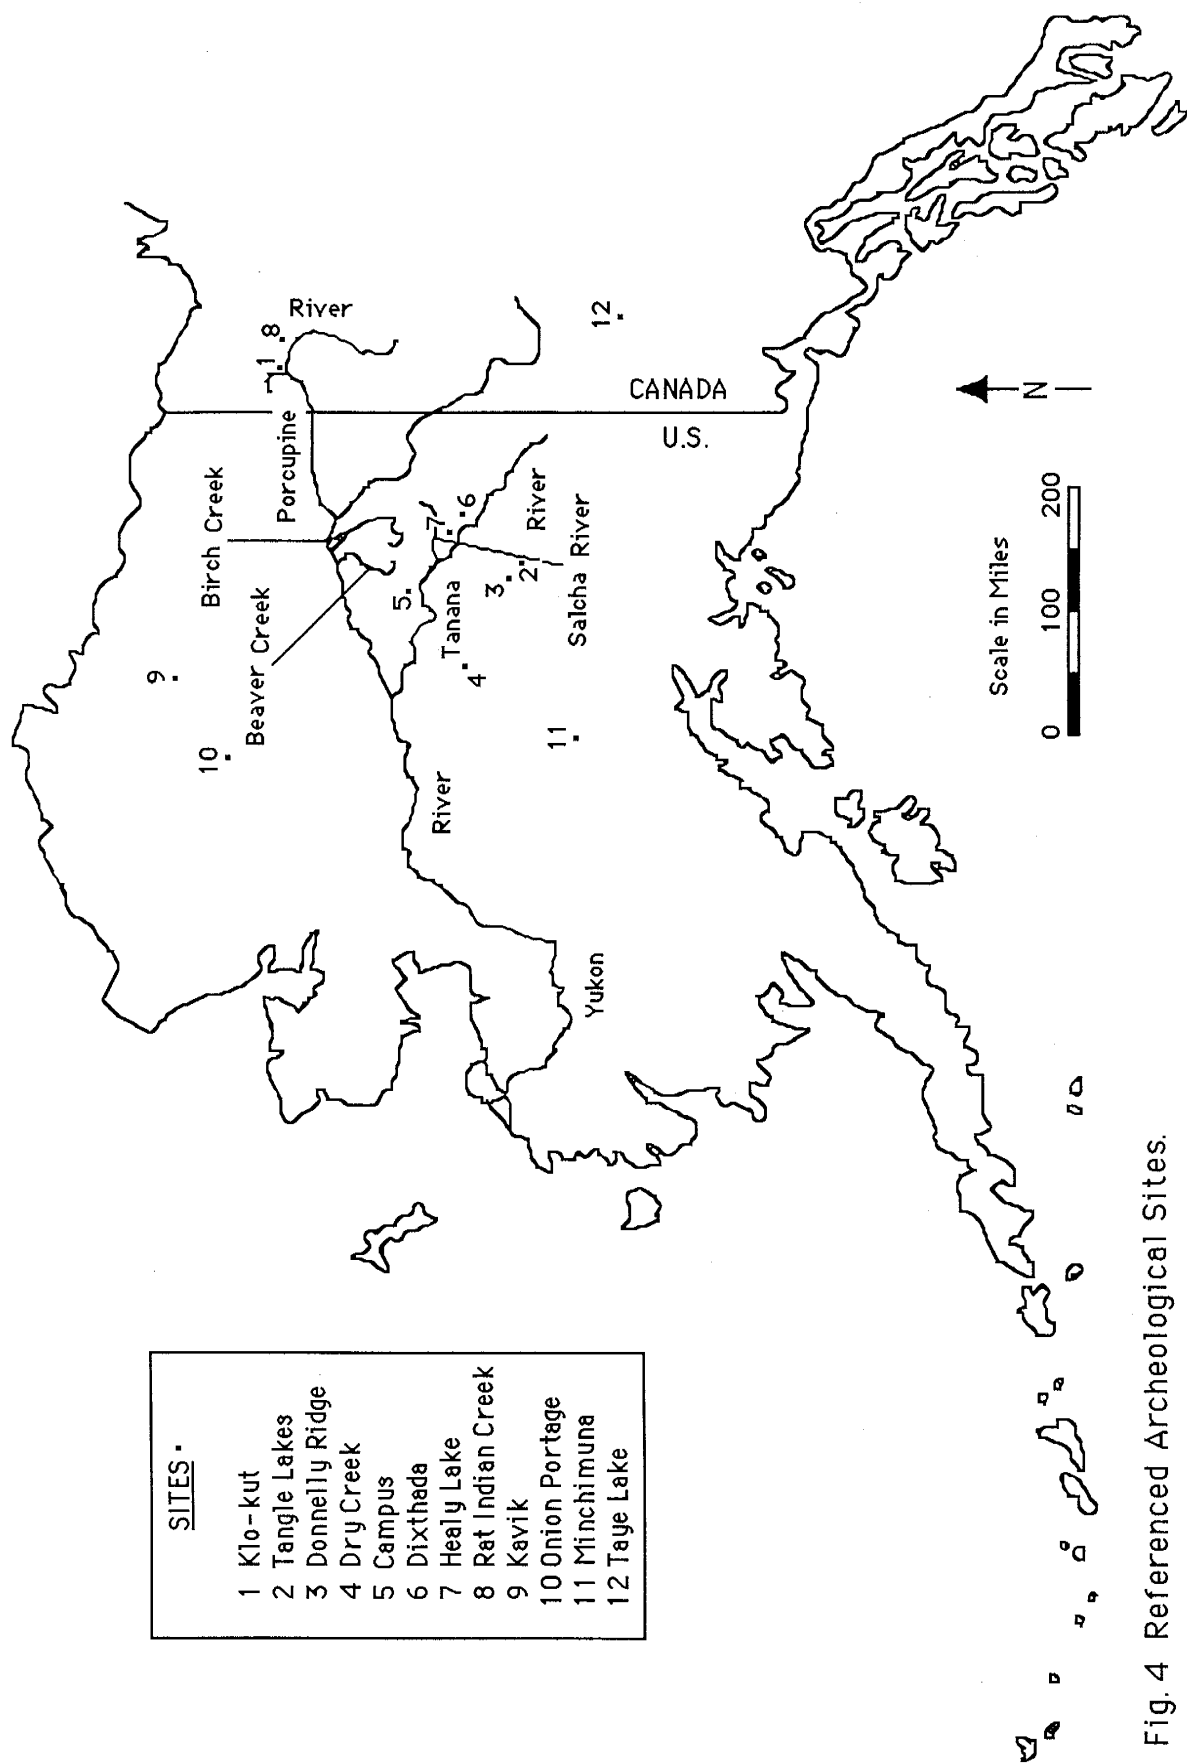 SITES
1 Klo-kut
2 Tangle Lakes
3 Donnelly Ridge
4 Dry Creek
5 Campus
6 Dixthada
7 Healy Lake
8 Rat Indian Creek
9 Kavik
10 Onion Portage
11 Minchimuna
12 Taye Lake
9
10
Birch Creek
Beaver Creek
Porcupine
River
1
8
5
7
6
Tanana
River
3
2
4
Salcha River
11
River
Yukon
12
CANADA
U.S.
N
Scale in Miles
0 100 200
Fig. 4 Referenced Archeological Sites.